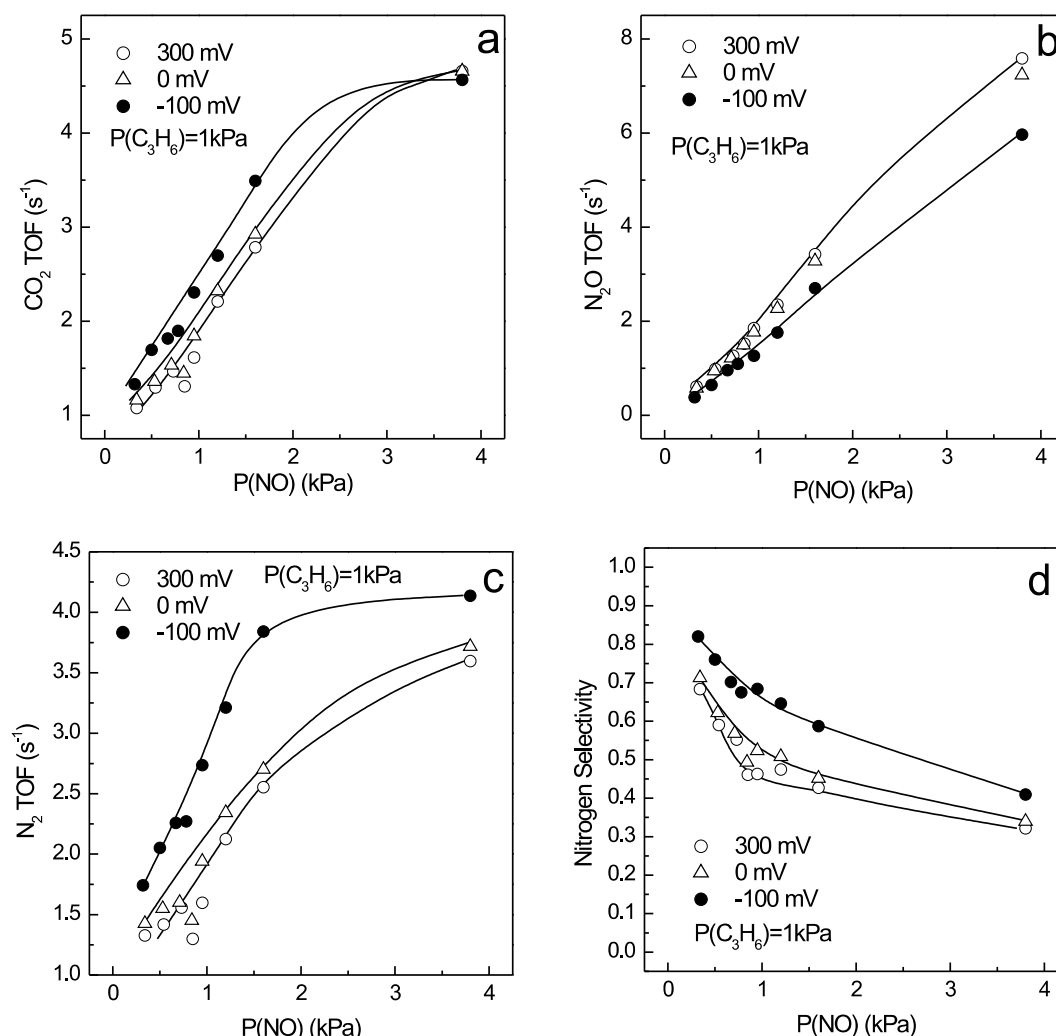 a
300 mV
0 mV
-100 mV
P(C₃H₆)=1kPa
5
4
3
2
1
0 1 2 3 4
CO₂ TOF (s⁻¹)
P(NO) (kPa)
b
300 mV
0 mV
-100 mV
P(C₃H₆)=1kPa
8
6
4
2
0
0 1 2 3 4
N₂O TOF (s⁻¹)
P(NO) (kPa)
c
300 mV
0 mV
-100 mV
P(C₃H₆)=1kPa
4.5
4.0
3.5
3.0
2.5
2.0
1.5
1.0
0 1 2 3 4
N₂ TOF (s⁻¹)
P(NO) (kPa)
d
1.0
0.9
0.8
0.7
0.6
0.5
0.4
0.3
0.2
0.1
0.0
300 mV
0 mV
-100 mV
P(C₃H₆)=1kPa
0 1 2 3 4
Nitrogen Selectivity
P(NO) (kPa)